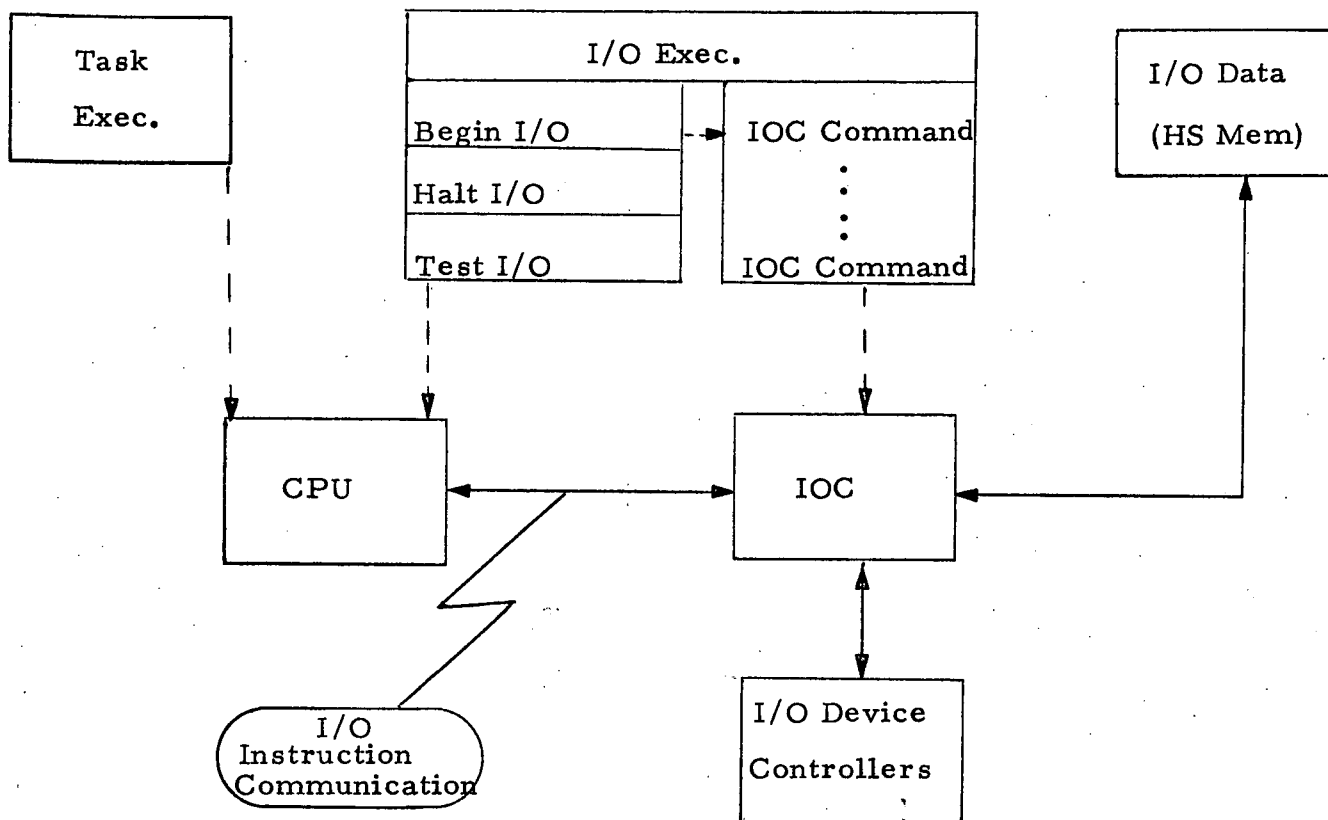 Task
Exec.
I/O Exec.
Begin I/O
Halt I/O
Test I/O
IOC Command
IOC Command
I/O Data
(HS Mem)
CPU
IOC
I/O
Instruction
Communication
I/O Device
Controllers